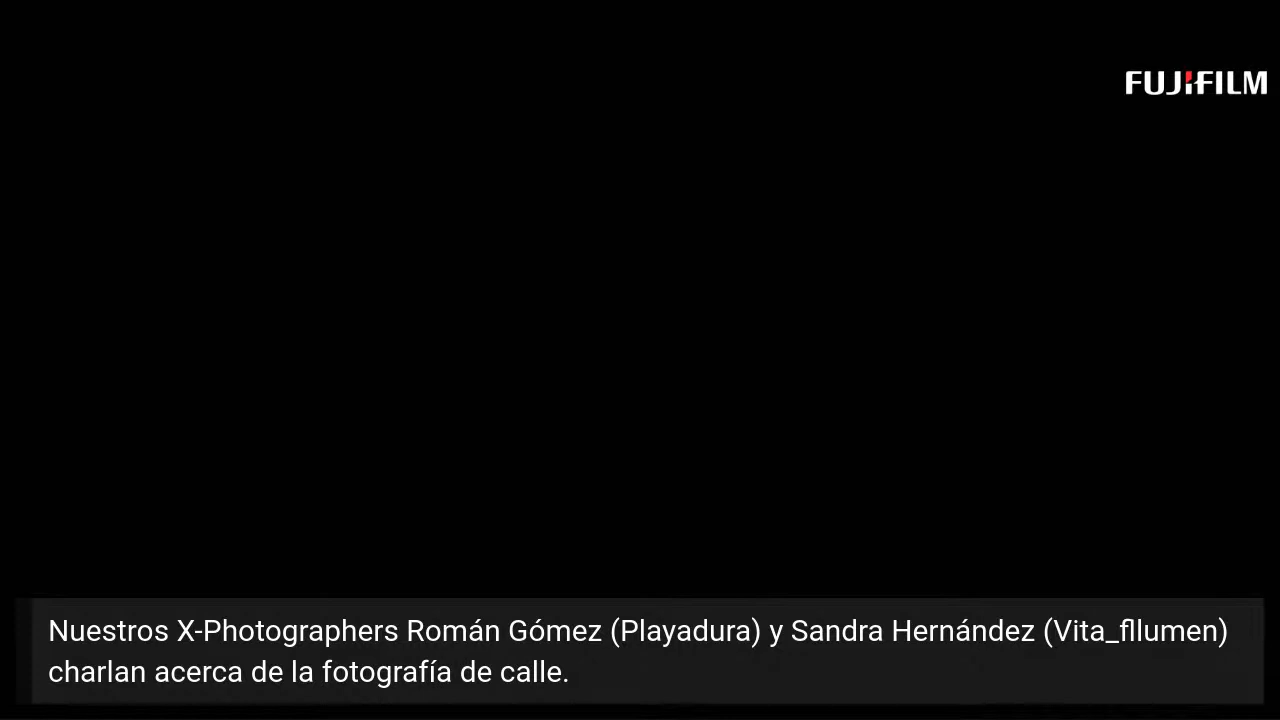 FUJIFILM
Nuestros X-Photographers Román Gómez (Playadura) y Sandra Hernández (Vita_fllumen)
charlan acerca de la fotografía de calle.